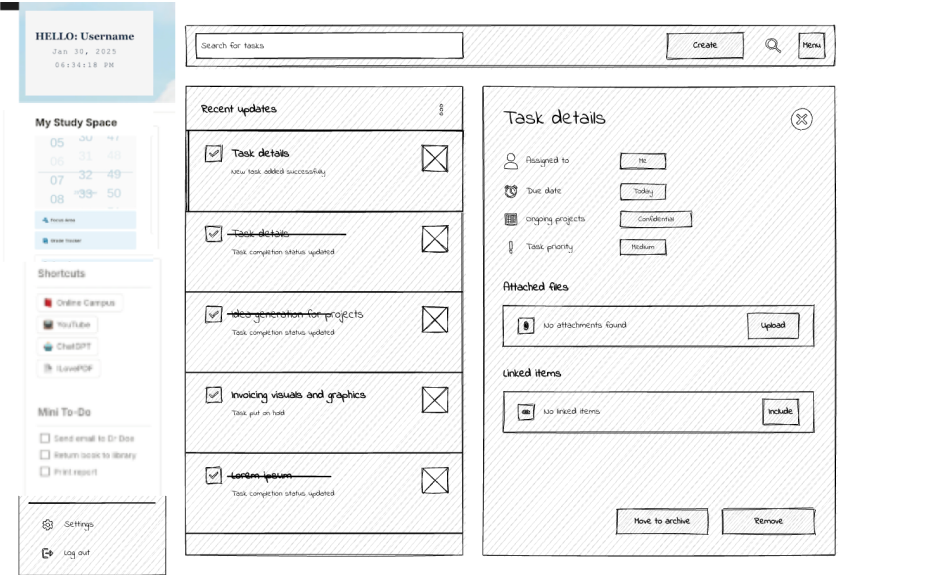 HELLO: Username
Jan 30, 2025
06:34:18 PM
My Study Space
05 30 47
06 31 48
07 32 49
08 33 50
Focus area
Grade Tracker
Shortcuts
Online Campus
YouTube
ChatGPT
ILovePDF
Mini To-Do
Send email to Dr Doe
Return book to library
Print report
Settings
Log out
Search for tasks
Create
Menu
Recent updates
Task details
New task added successfully
Task details
Task completion status updated
Idea generation for projects
Task completion status updated
Invoicing visuals and graphics
Task put on hold
Lorem ipsum
Task completion status updated
Task details
Assigned to Me
Due date Today
Ongoing projects Confidential
Task priority Medium
Attached files
No attachments found Upload
Linked items
No linked items Include
Move to archive Remove